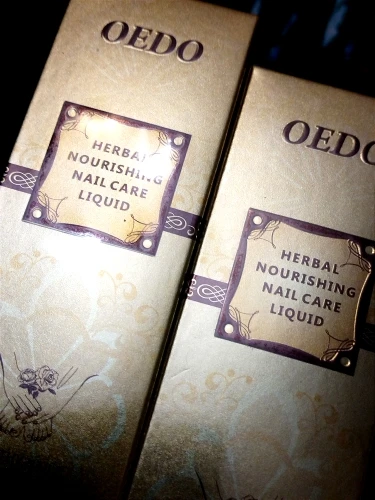 OEDO
HERBAL
NOURISHING
NAIL CARE
LIQUID
OEDO
HERBAL
NOURISHING
NAIL CARE
LIQUID